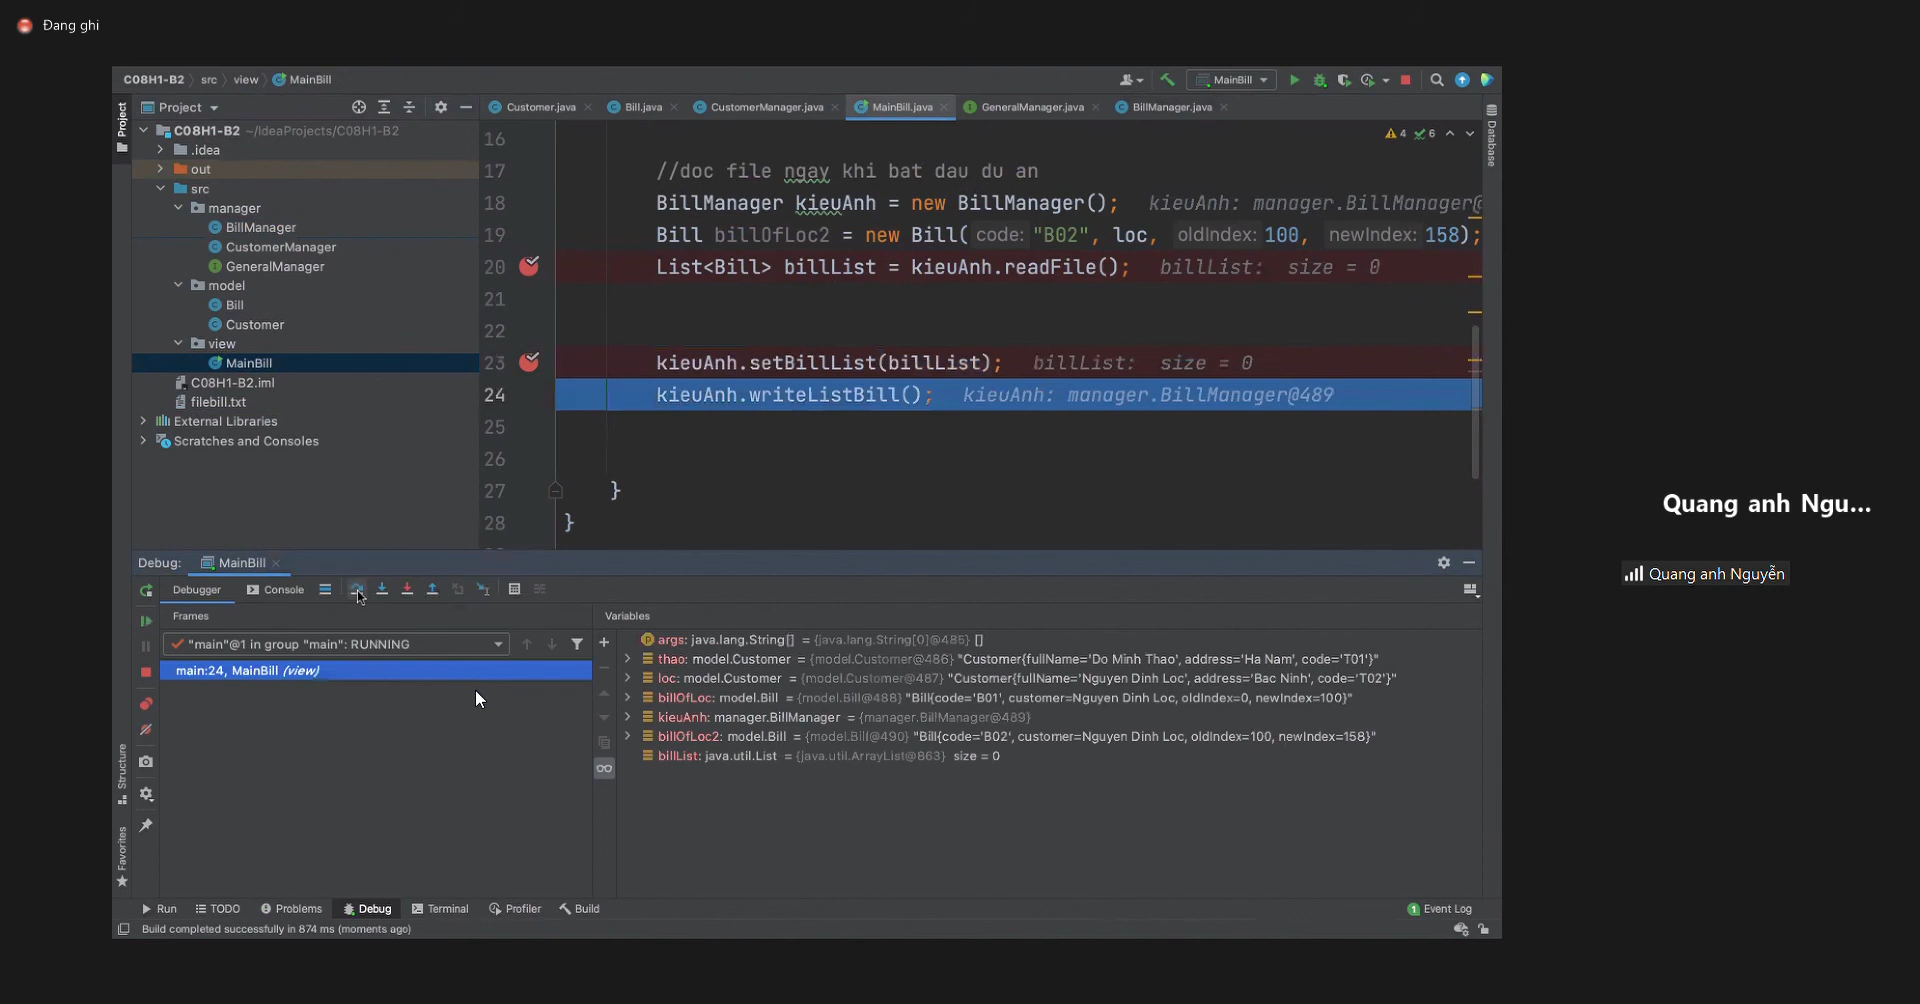 Đang ghi
C08H1-B2 src view MainBill
MainBill
Project
Customer.java Bill.java CustomerManager.java MainBill.java GeneralManager.java BillManager.java
Project
Database
C08H1-B2 ~/IdeaProjects/C08H1-B2
.idea
out
src
manager
BillManager
CustomerManager
GeneralManager
model
Bill
Customer
view
MainBill
C08H1-B2.iml
filebill.txt
External Libraries
Scratches and Consoles
4 6
16
17 //doc file ngay khi bat dau du an
18 BillManager kieuAnh = new BillManager(); kieuAnh: manager.BillManager@
19 Bill billOfLoc2 = new Bill( code: "B02", loc, oldIndex: 100, newIndex: 158);
20 List<Bill> billList = kieuAnh.readFile(); billList: size = 0
21
22
23 kieuAnh.setBillList(billList); billList: size = 0
24 kieuAnh.writeListBill(); kieuAnh: manager.BillManager@489
25
26
27 }
28 }
Debug: MainBill
Debugger Console
Frames
Variables
"main"@1 in group "main": RUNNING
main:24, MainBill (view)
args: java.lang.String[] = {java.lang.String[0]@485} []
thao: model.Customer = {model.Customer@486} "Customer{fullName='Do Minh Thao', address='Ha Nam', code='T01'}"
loc: model.Customer = {model.Customer@487} "Customer{fullName='Nguyen Dinh Loc', address='Bac Ninh', code='T02'}"
billOfLoc: model.Bill = {model.Bill@488} "Bill{code='B01', customer=Nguyen Dinh Loc, oldIndex=0, newIndex=100}"
kieuAnh: manager.BillManager = {manager.BillManager@489}
billOfLoc2: model.Bill = {model.Bill@490} "Bill{code='B02', customer=Nguyen Dinh Loc, oldIndex=100, newIndex=158}"
billList: java.util.List = {java.util.ArrayList@863} size = 0
Structure
Favorites
Run TODO Problems Debug Terminal Profiler Build
1 Event Log
Build completed successfully in 874 ms (moments ago)
Quang anh Ngu...
Quang anh Nguyễn